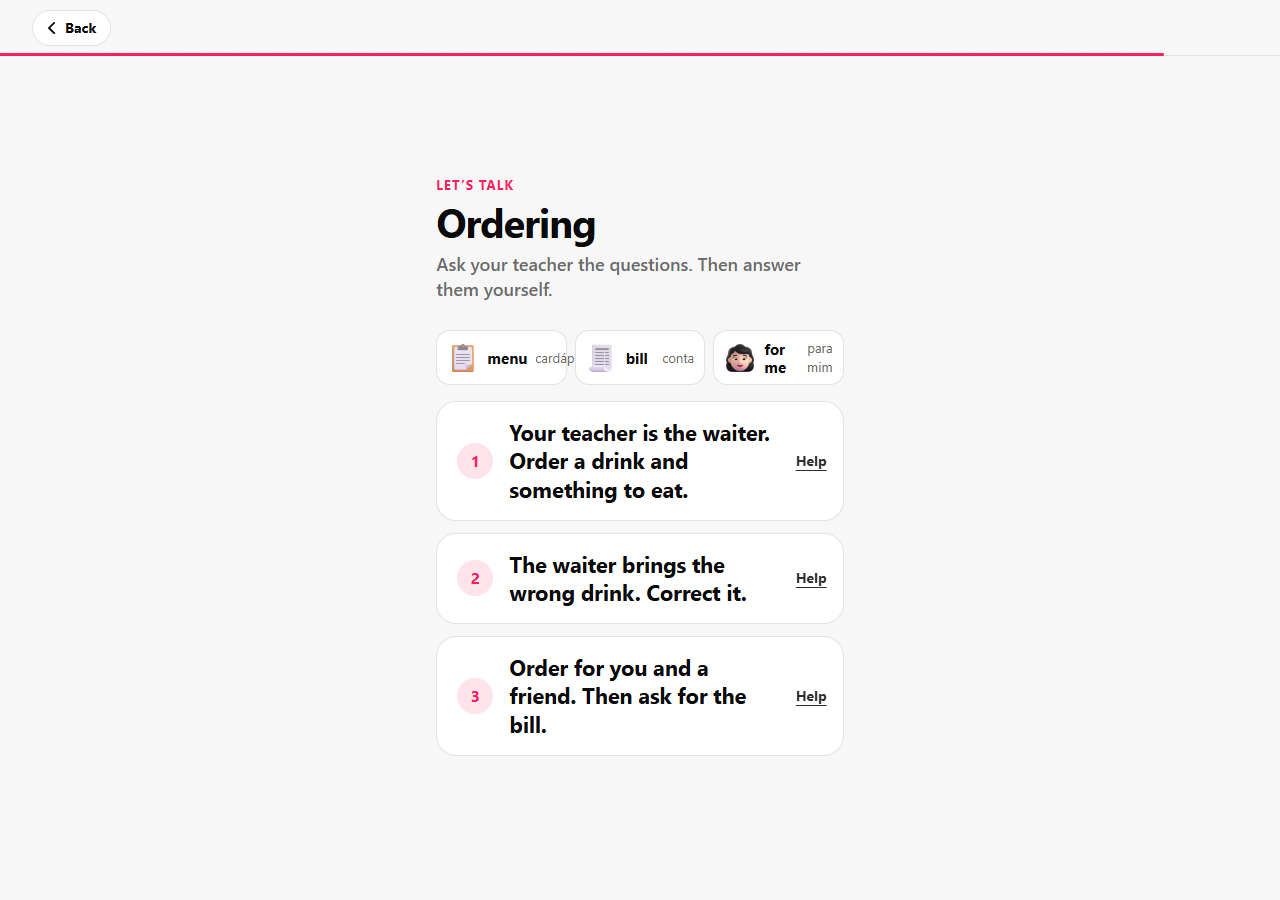 Back
LET'S TALK
Ordering
Ask your teacher the questions. Then answer
them yourself.
menu cardáp
bill conta
for me para mim
1
Your teacher is the waiter.
Order a drink and
something to eat.
Help
2
The waiter brings the
wrong drink. Correct it.
Help
3
Order for you and a
friend. Then ask for the
bill.
Help